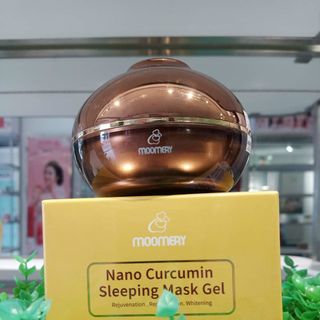 MOOMERY
MOOMERY
Nano Curcumin
Sleeping Mask Gel
Rejuvenation , Whitening